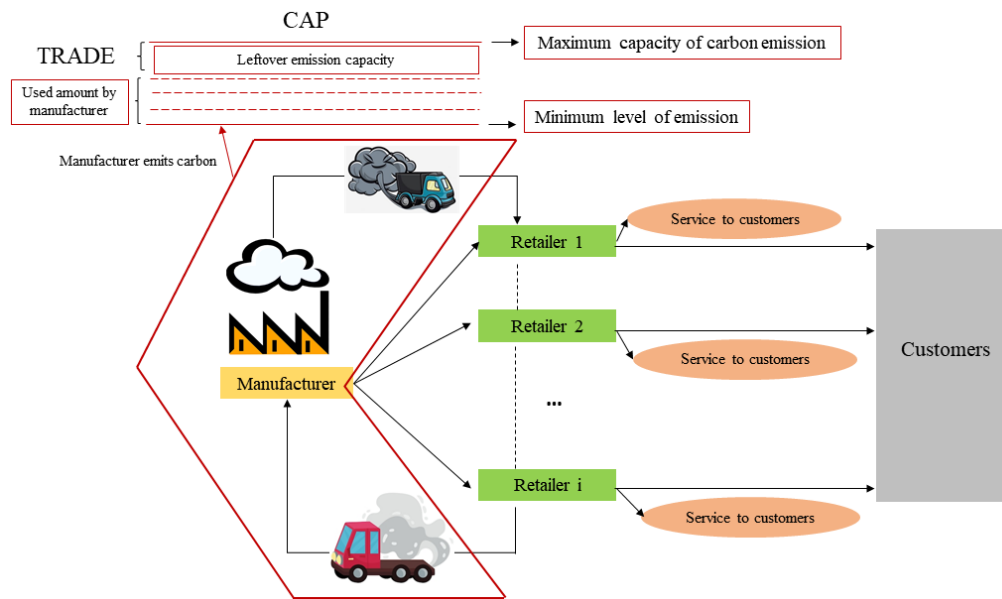 CAP
TRADE
Maximum capacity of carbon emission
Leftover emission capacity
Used amount by
manufacturer
Minimum level of emission
Manufacturer emits carbon
Service to customers
Retailer 1
Retailer 2
Service to customers
Customers
Manufacturer
...
Retailer i
Service to customers